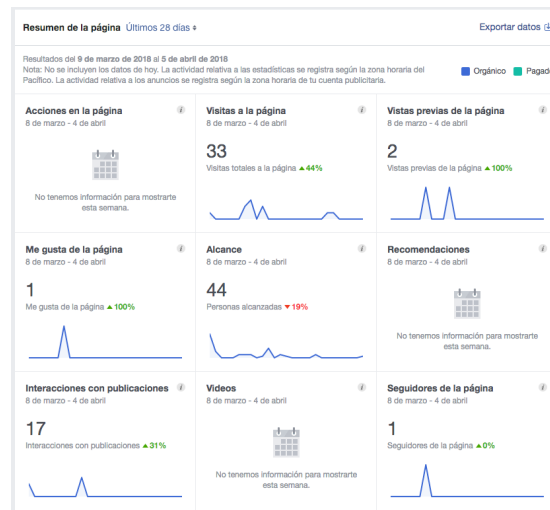 Resumen de la página Últimos 28 días
Exportar datos
Resultados del 9 de marzo de 2018 al 5 de abril de 2018
Nota: No se incluyen los datos de hoy. La actividad relativa a las estadísticas se registra según la zona horaria del
Pacífico. La actividad relativa a los anuncios se registra según la zona horaria de tu cuenta publicitaria.
Orgánico
Pagad
Acciones en la página
8 de marzo - 4 de abril
No tenemos información para mostrarte
esta semana.
Visitas a la página
8 de marzo - 4 de abril
33
Visitas totales a la página ▲44%
Vistas previas de la página
8 de marzo - 4 de abril
2
Vistas previas de la página ▲100%
Me gusta de la página
8 de marzo - 4 de abril
1
Me gusta de la página ▲100%
Alcance
8 de marzo - 4 de abril
44
Personas alcanzadas ▼19%
Recomendaciones
8 de marzo - 4 de abril
No tenemos información para mostrarte
esta semana.
Interacciones con publicaciones
8 de marzo - 4 de abril
17
Interacciones con publicaciones ▲31%
Videos
8 de marzo - 4 de abril
No tenemos información para mostrarte
esta semana.
Seguidores de la página
8 de marzo - 4 de abril
1
Seguidores de la página ▲0%